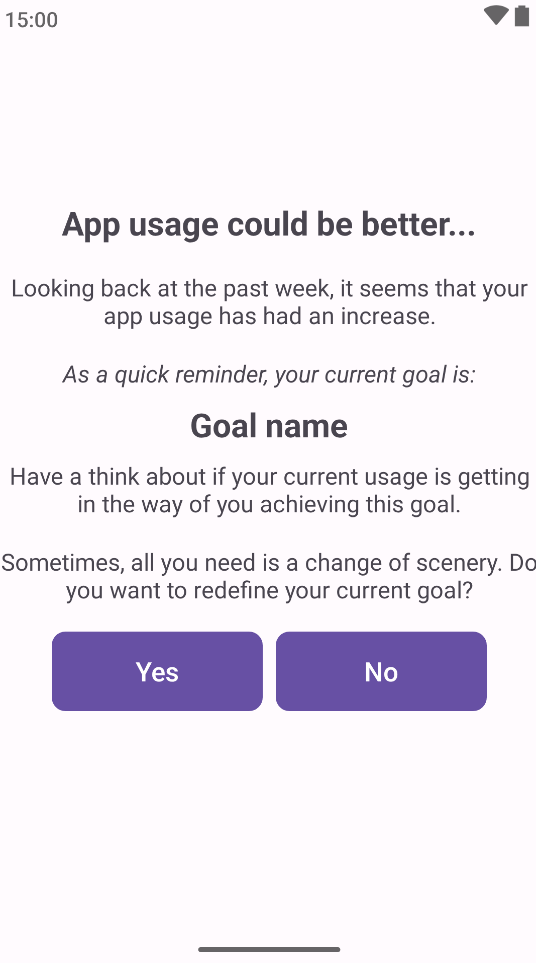 15:00
App usage could be better...
Looking back at the past week, it seems that your
app usage has had an increase.
As a quick reminder, your current goal is:
Goal name
Have a think about if your current usage is getting
in the way of you achieving this goal.
Sometimes, all you need is a change of scenery. Do
you want to redefine your current goal?
Yes
No